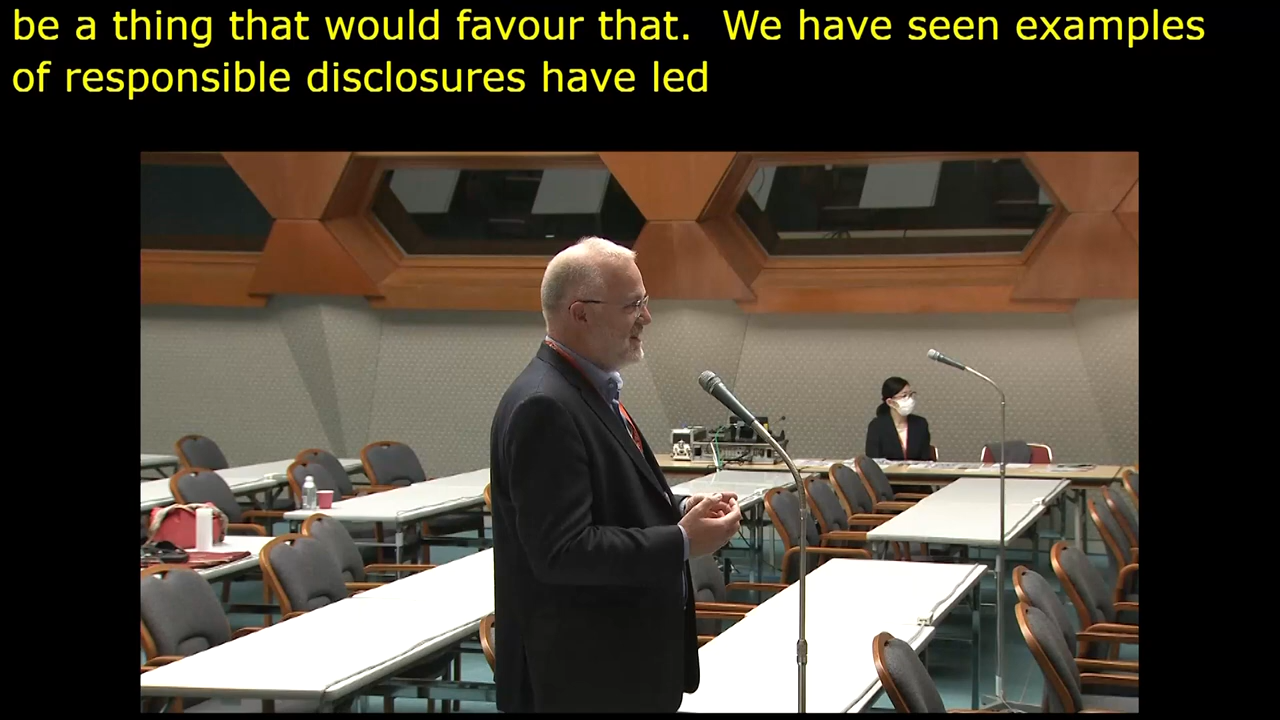 be a thing that would favour that.  We have seen examples
of responsible disclosures have led